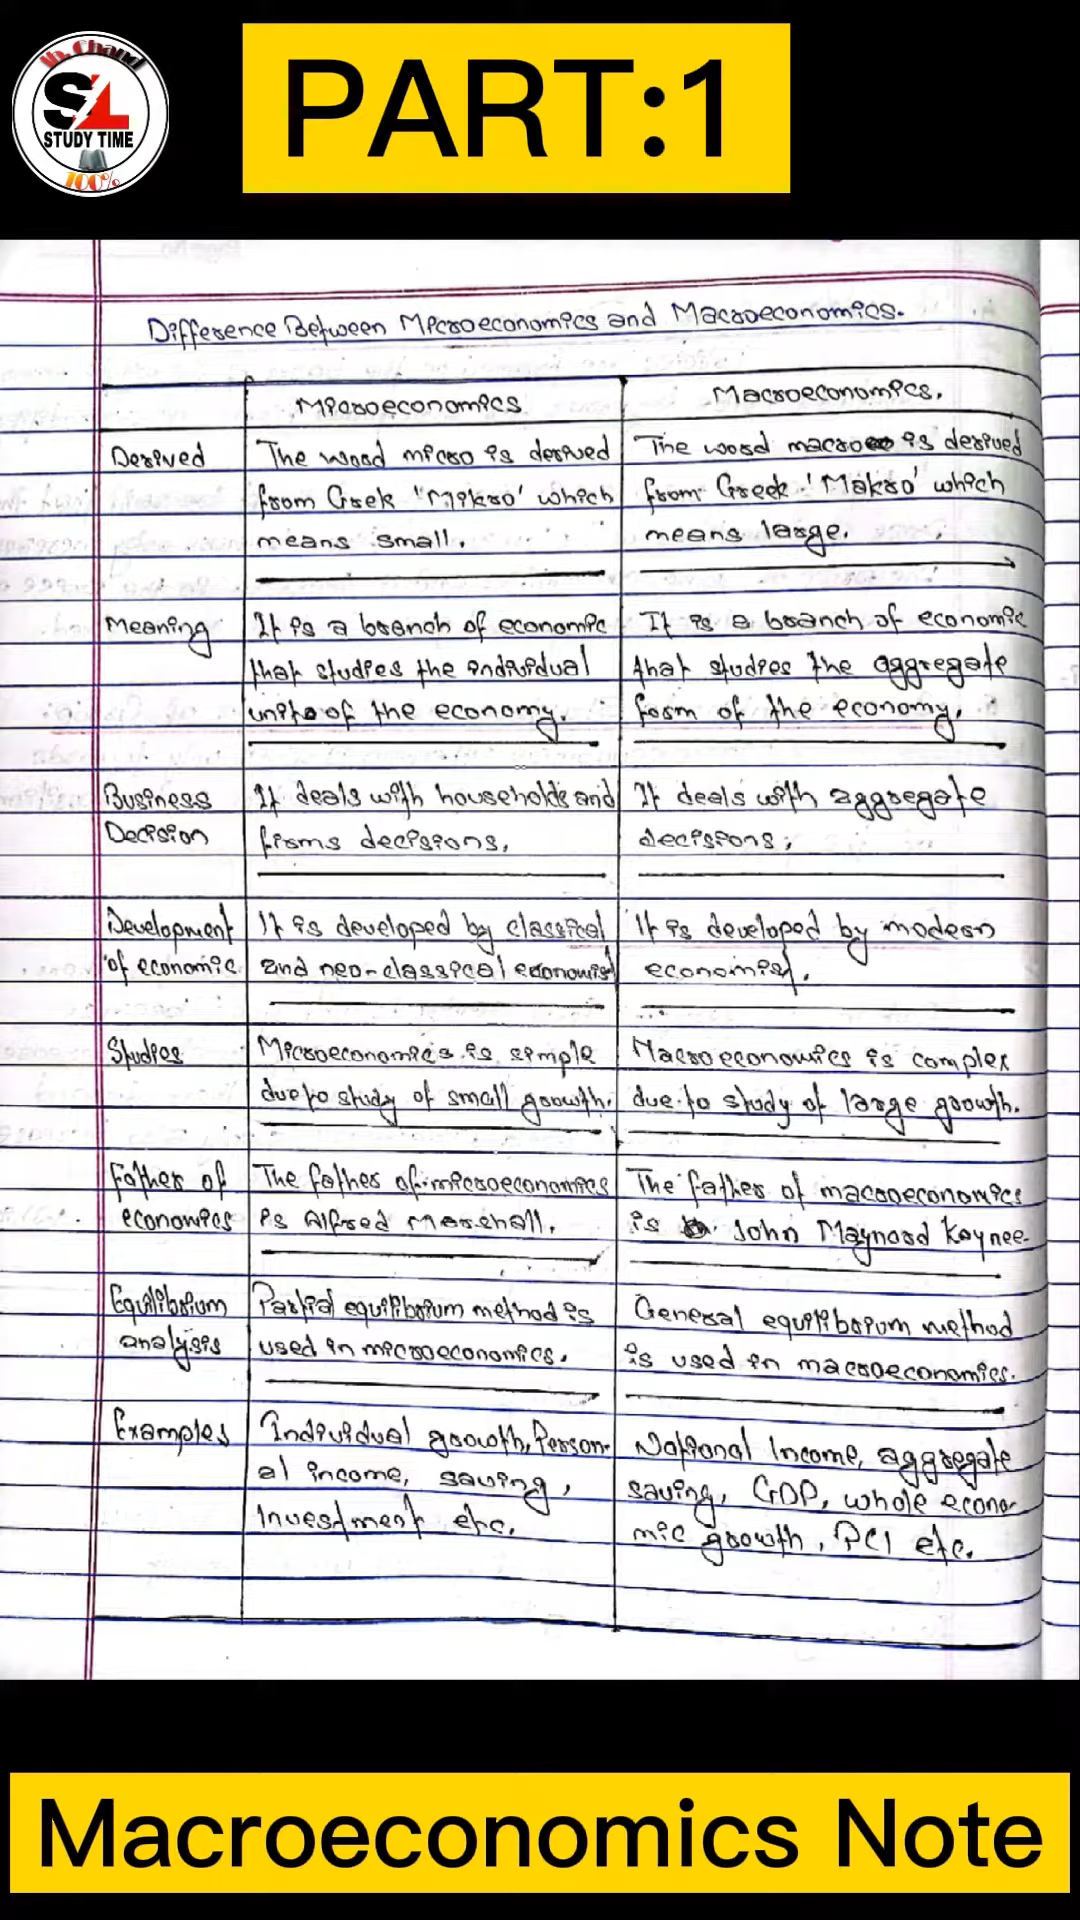 PART:1
Mr. Chand
SL
STUDY TIME
100%
Difference Between Microeconomics and Macroeconomics.
Microeconomics
Macroeconomics.
Derived
The word micro is derived
from Greek "Mikro' which
means small.
The word macro is derived
from Greek 'Makro' which
means large.
Meaning
It is a branch of economic
that studies the individual
units of the economy.
It is a branch of economic
that studies the aggregate
form of the economy.
Business
Decision
It deals with households and
firms decisions.
It deals with aggregate
decisions.
Development
of economic
It is developed by classical
and neo-classical economist
It is developed by modern
economist.
Studies
Microeconomics is simple
due to study of small growth.
Macroeconomics is complex
due to study of large growth.
Father of
economics
The father of microeconomics
is Alfred Marshall.
The father of macroeconomics
is John Maynard Kaynee.
Equilibrium
analysis
Partial equilibrium method is
used in microeconomics.
General equilibrium method
is used in macroeconomics.
Examples
Individual growth, Person-
al income, saving,
Investment etc.
National Income, aggregate
saving, GDP, whole econo-
mic growth, PCI etc.
Macroeconomics Note